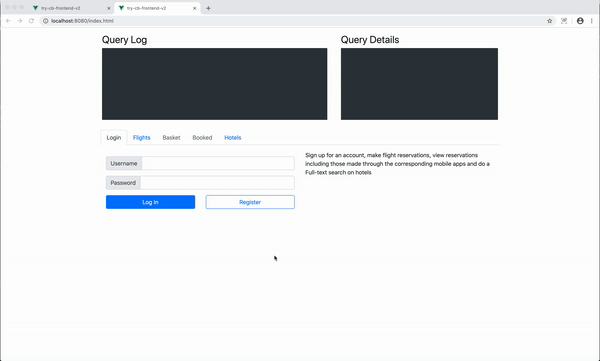 try-cb-frontend-v2
try-cb-frontend-v2
localhost:8080/index.html
Query Log
Query Details
Login
Flights
Basket
Booked
Hotels
Username
Password
Log In
Register
Sign up for an account, make flight reservations, view reservations
including those made through the corresponding mobile apps and do a
Full-text search on hotels